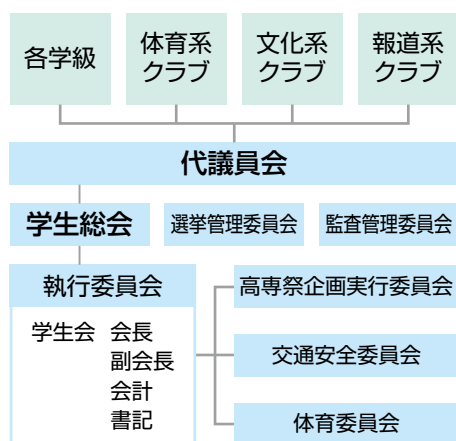 各学級
体育系
クラブ
文化系
クラブ
報道系
クラブ
代議員会
学生総会
選挙管理委員会
監査管理委員会
執行委員会
学生会 会長
副会長
会計
書記
高専祭企画実行委員会
交通安全委員会
体育委員会